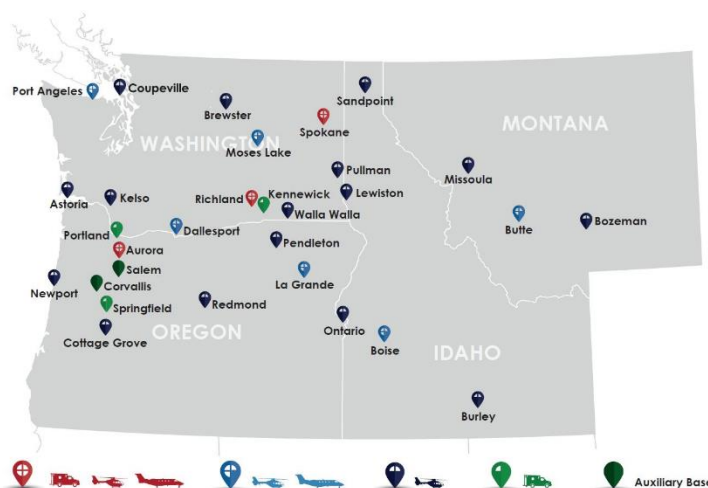 Port Angeles
Coupeville
Brewster
Sandpoint
Spokane
WASHINGTON
MONTANA
Moses Lake
Pullman
Missoula
Astoria
Kelso
Richland
Kennewick
Lewiston
Walla Walla
Butte
Bozeman
Portland
Dallesport
Aurora
Pendleton
Salem
Newport
Corvallis
La Grande
Springfield
Redmond
OREGON
Ontario
Cottage Grove
Boise
IDAHO
Burley
Auxiliary Base